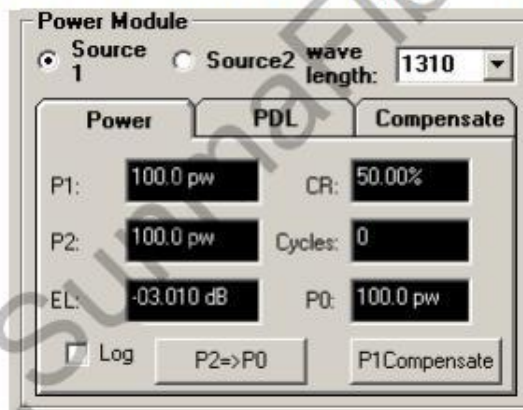 Power Module
Source 1 Source2 wave length: 1310
Power PDL Compensate
P1: 100.0 pw CR: 50.00%
P2: 100.0 pw Cycles: 0
EL: -03.010 dB P0: 100.0 pw
Log P2=>P0 P1Compensate